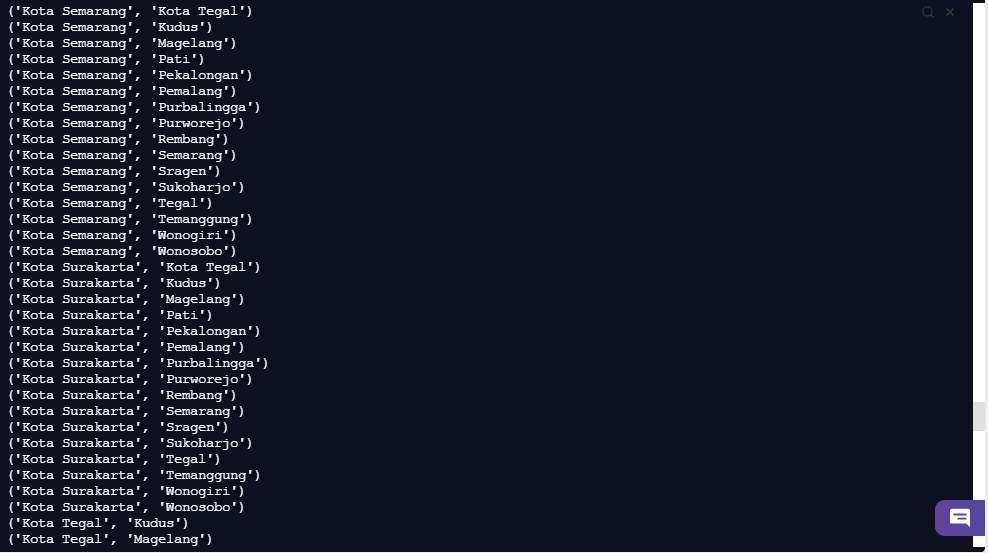 ('Kota Semarang', 'Kota Tegal')
('Kota Semarang', 'Kudus')
('Kota Semarang', 'Magelang')
('Kota Semarang', 'Pati')
('Kota Semarang', 'Pekalongan')
('Kota Semarang', 'Pemalang')
('Kota Semarang', 'Purbalingga')
('Kota Semarang', 'Purworejo')
('Kota Semarang', 'Rembang')
('Kota Semarang', 'Semarang')
('Kota Semarang', 'Sragen')
('Kota Semarang', 'Sukoharjo')
('Kota Semarang', 'Tegal')
('Kota Semarang', 'Temanggung')
('Kota Semarang', 'Wonogiri')
('Kota Semarang', 'Wonosobo')
('Kota Surakarta', 'Kota Tegal')
('Kota Surakarta', 'Kudus')
('Kota Surakarta', 'Magelang')
('Kota Surakarta', 'Pati')
('Kota Surakarta', 'Pekalongan')
('Kota Surakarta', 'Pemalang')
('Kota Surakarta', 'Purbalingga')
('Kota Surakarta', 'Purworejo')
('Kota Surakarta', 'Rembang')
('Kota Surakarta', 'Semarang')
('Kota Surakarta', 'Sragen')
('Kota Surakarta', 'Sukoharjo')
('Kota Surakarta', 'Tegal')
('Kota Surakarta', 'Temanggung')
('Kota Surakarta', 'Wonogiri')
('Kota Surakarta', 'Wonosobo')
('Kota Tegal', 'Kudus')
('Kota Tegal', 'Magelang')